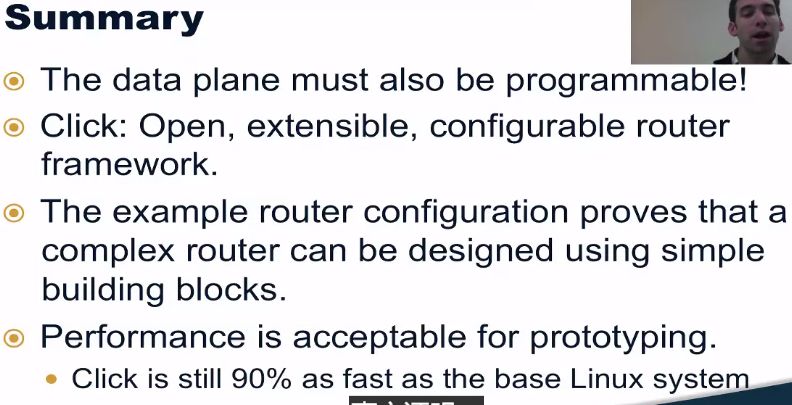 Summary
The data plane must also be programmable!
Click: Open, extensible, configurable router
framework.
The example router configuration proves that a
complex router can be designed using simple
building blocks.
Performance is acceptable for prototyping.
Click is still 90% as fast as the base Linux system